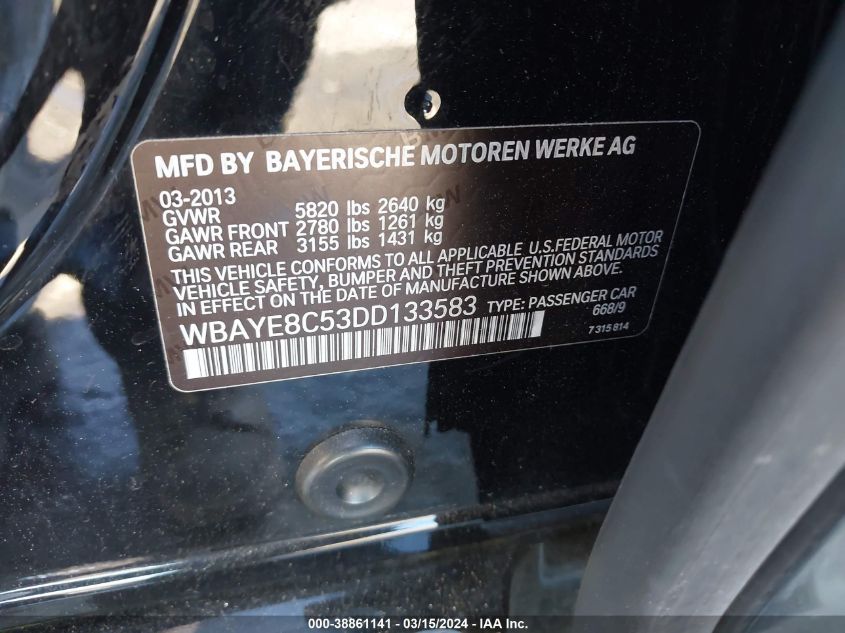 MFD BY BAYERISCHE MOTOREN WERKE AG
03-2013
GVWR 5820 lbs 2640 kg
GAWR FRONT 2780 lbs 1261 kg
GAWR REAR 3155 lbs 1431 kg
THIS VEHICLE CONFORMS TO ALL APPLICABLE U.S.FEDERAL MOTOR
VEHICLE SAFETY, BUMPER AND THEFT PREVENTION STANDARDS
IN EFFECT ON THE DATE OF MANUFACTURE SHOWN ABOVE.
WBAYE8C53DD133583 TYPE: PASSENGER CAR
668/9
7 315 814
000-38861141 - 03/15/2024 - IAA Inc.